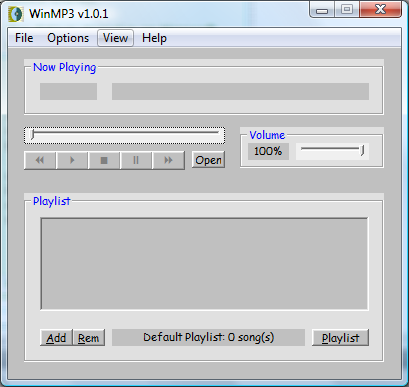 WinMP3 v1.0.1
File Options View Help
Now Playing
Open
Volume
100%
Playlist
Add Rem Default Playlist: 0 song(s) Playlist